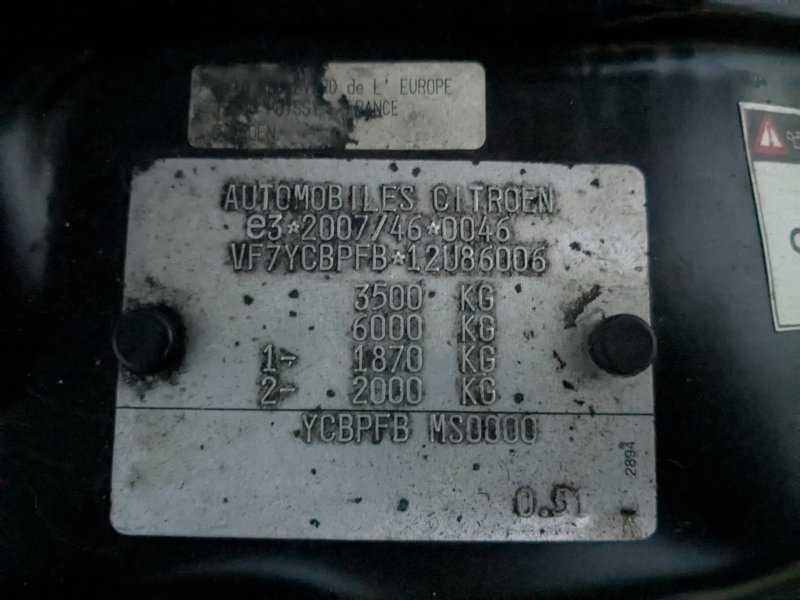 de L' EUROPE
FRANCE
AUTOMOBILES CITROEN
e3*2007/46*0046
VF7YCBPFB*12U86006
3500 KG
6000 KG
1- 1870 KG
2- 2000 KG
YCBPFB MS0000
2894
0.51